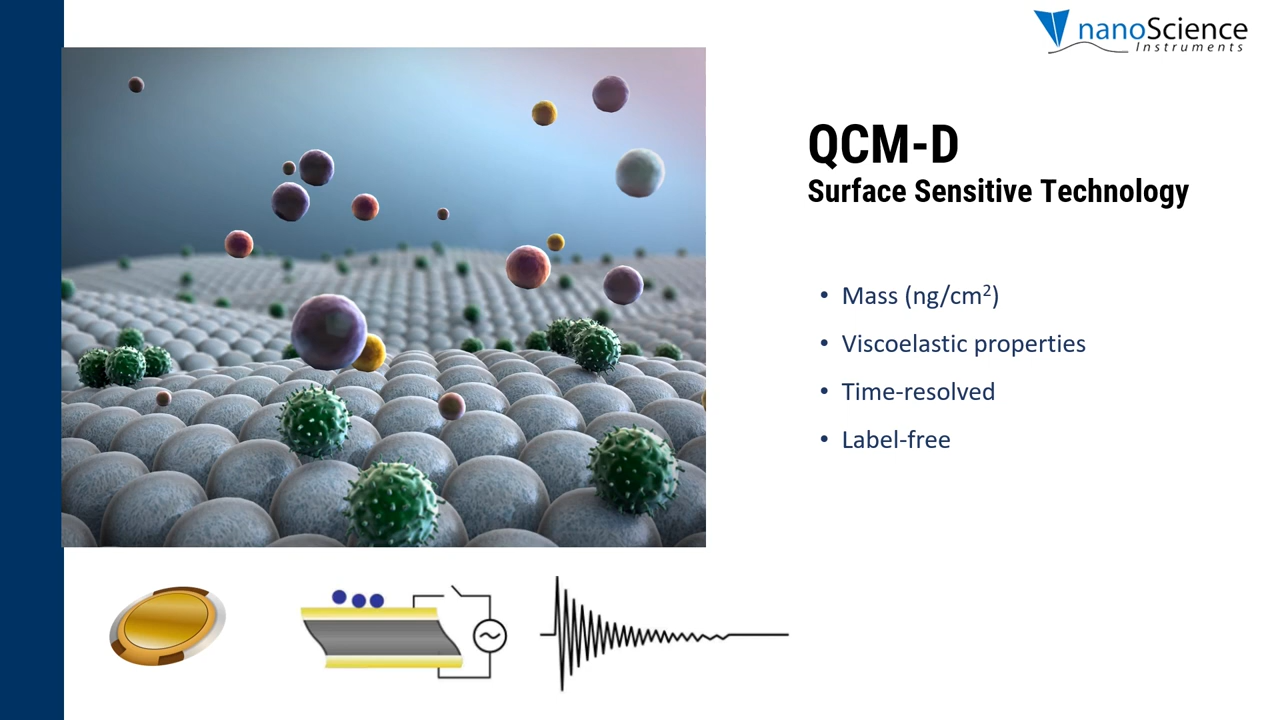 nanoScience
Instruments
QCM-D
Surface Sensitive Technology
• Mass (ng/cm²)
• Viscoelastic properties
• Time-resolved
• Label-free